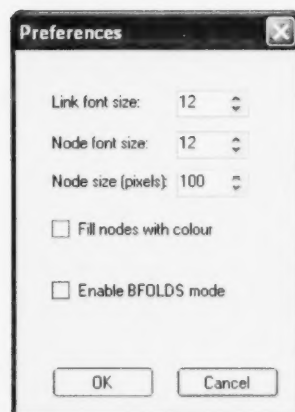 Preferences
Link font size: 12
Node font size: 12
Node size (pixels): 100
Fill nodes with colour
Enable BFOLDS mode
OK Cancel